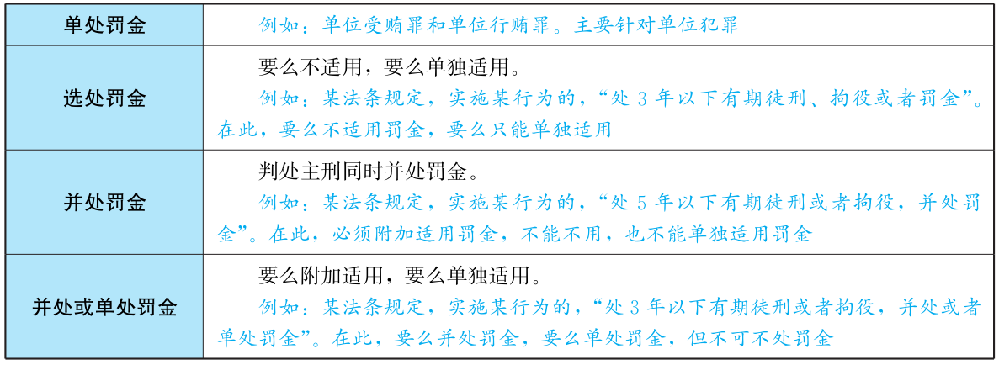 单处罚金
例如：单位受贿罪和单位行贿罪。主要针对单位犯罪
选处罚金
要么不适用，要么单独适用。
例如：某法条规定，实施某行为的，“处 3 年以下有期徒刑、拘役或者罚金”。
在此，要么不适用罚金，要么只能单独适用
并处罚金
判处主刑同时并处罚金。
例如：某法条规定，实施某行为的，“处 5 年以下有期徒刑或者拘役，并处罚
金”。在此，必须附加适用罚金，不能不用，也不能单独适用罚金
并处或单处罚金
要么附加适用，要么单独适用。
例如：某法条规定，实施某行为的，“处 3 年以下有期徒刑或者拘役，并处或者
单处罚金”。在此，要么并处罚金，要么单处罚金，但不可不处罚金